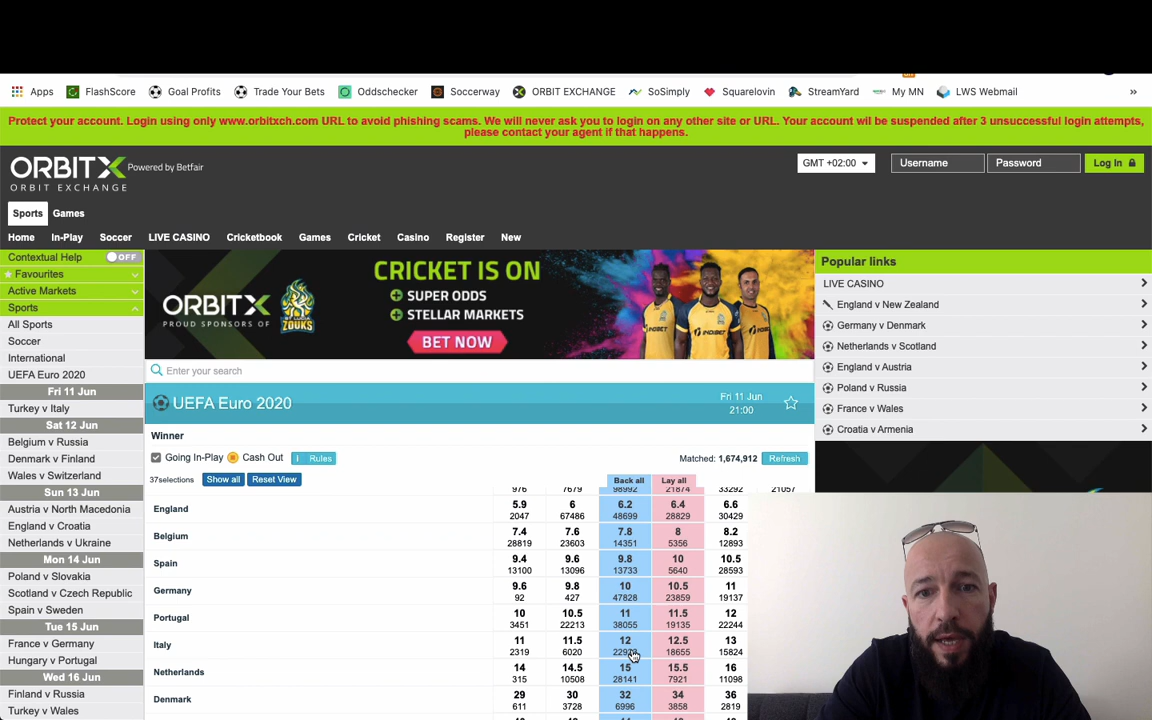 Apps FlashScore Goal Profits Trade Your Bets Oddschecker Soccerway ORBIT EXCHANGE SoSimply Squarelovin StreamYard My MN LWS Webmail »
Protect your account. Login using only www.orbitxch.com URL to avoid phishing scams. We will never ask you to login on any other site or URL. Your account wil be suspended after 3 unsuccessful login attempts,
please contact your agent if that happens.
ORBITX Powered by Betfair
ORBIT EXCHANGE
GMT +02:00 Username Password Log In
Sports Games
Home In-Play Soccer LIVE CASINO Cricketbook Games Cricket Casino Register New
Contextual Help OFF
Favourites
Active Markets
Sports
All Sports
Soccer
International
UEFA Euro 2020
Fri 11 Jun
Turkey v Italy
Sat 12 Jun
Belgium v Russia
Denmark v Finland
Wales v Switzerland
Sun 13 Jun
Austria v North Macedonia
England v Croatia
Netherlands v Ukraine
Mon 14 Jun
Poland v Slovakia
Scotland v Czech Republic
Spain v Sweden
Tue 15 Jun
France v Germany
Hungary v Portugal
Wed 16 Jun
Finland v Russia
Turkey v Wales
ORBITX
PROUD SPONSORS OF
ZOUKS
CRICKET IS ON
SUPER ODDS
STELLAR MARKETS
BET NOW
Enter your search
UEFA Euro 2020
Fri 11 Jun
21:00
Winner
Going In-Play Cash Out i Rules
Matched: 1,674,912 Refresh
37selections Show all Reset View
Back all Lay all
976 7679 98992 21874 33292 21057
England 5.9 6 6.2 6.4 6.6
2047 67486 48699 28829 30429
Belgium 7.4 7.6 7.8 8 8.2
28819 23603 14351 5356 12893
Spain 9.4 9.6 9.8 10 10.5
13100 13096 13733 5640 28593
Germany 9.6 9.8 10 10.5 11
92 427 47828 23859 19137
Portugal 10 10.5 11 11.5 12
3451 22213 38055 19135 22244
Italy 11 11.5 12 12.5 13
2319 6020 18655 15824
Netherlands 14 14.5 15 15.5 16
315 10508 28141 7921 11098
Denmark 29 30 32 34 36
611 3728 6996 3858 2819
Popular links
LIVE CASINO
England v New Zealand
Germany v Denmark
Netherlands v Scotland
England v Austria
Poland v Russia
France v Wales
Croatia v Armenia